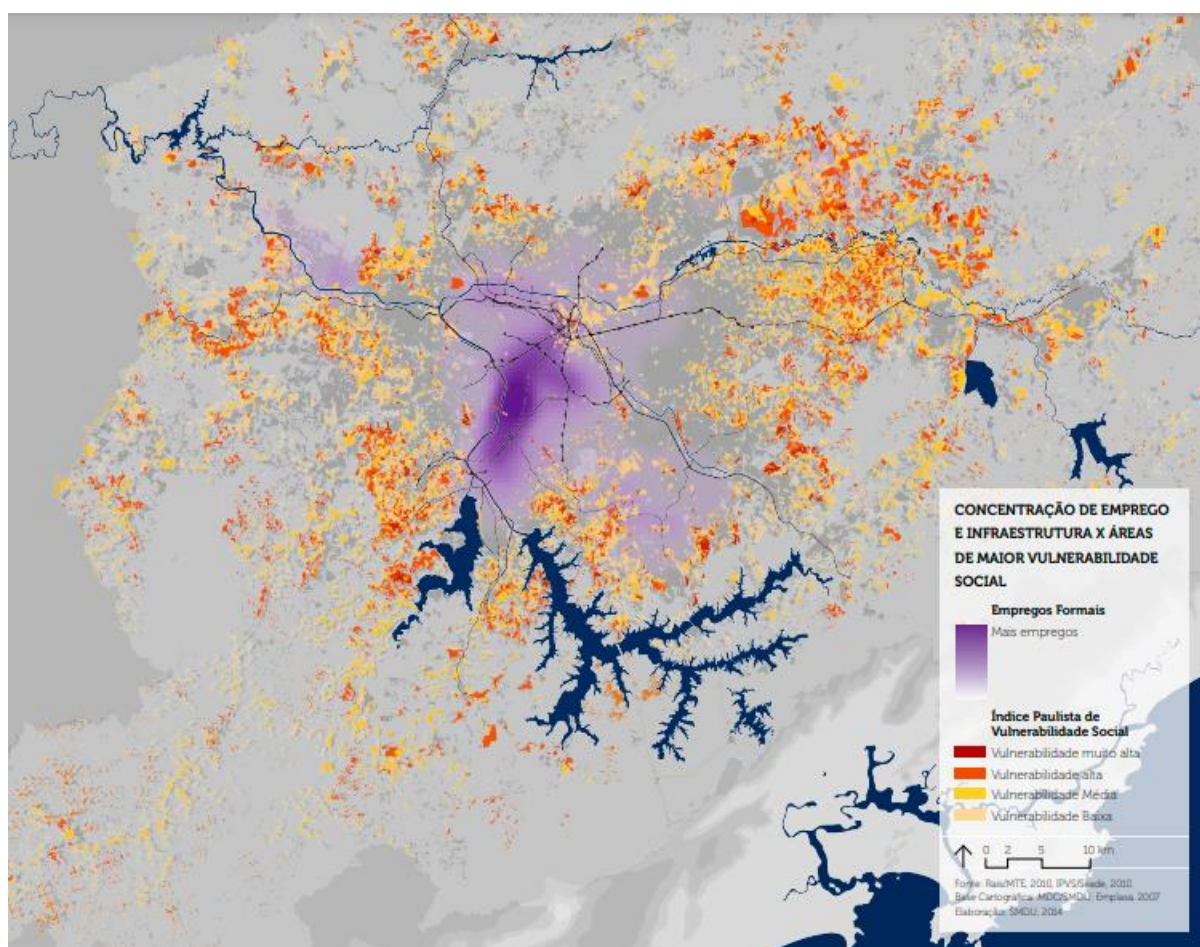 CONCENTRAÇÃO DE EMPREGO
E INFRAESTRUTURA X ÁREAS
DE MAIOR VULNERABILIDADE
SOCIAL
Empregos Formais
Mais empregos
Índice Paulista de
Vulnerabilidade Social
Vulnerabilidade muito alta
Vulnerabilidade alta
Vulnerabilidade Média
Vulnerabilidade Baixa
0 2 5 10 km
Fonte: Rais/MTE, 2010, IPVS/Seade, 2010
Base Cartográfica: MDC/SMDU, Emplasa, 2007
Elaboração: SMDU, 2014